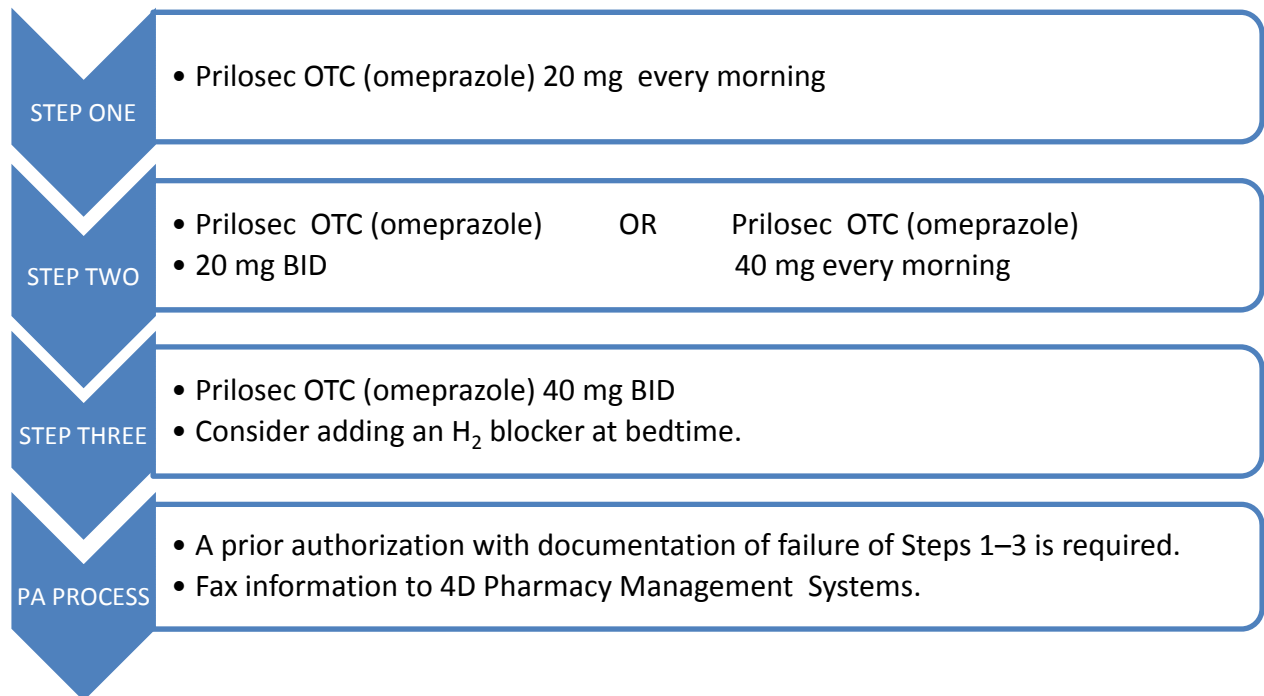 STEP ONE
• Prilosec OTC (omeprazole) 20 mg every morning
STEP TWO
• Prilosec OTC (omeprazole) OR Prilosec OTC (omeprazole)
• 20 mg BID 40 mg every morning
STEP THREE
• Prilosec OTC (omeprazole) 40 mg BID
• Consider adding an H₂ blocker at bedtime.
PA PROCESS
• A prior authorization with documentation of failure of Steps 1–3 is required.
• Fax information to 4D Pharmacy Management Systems.